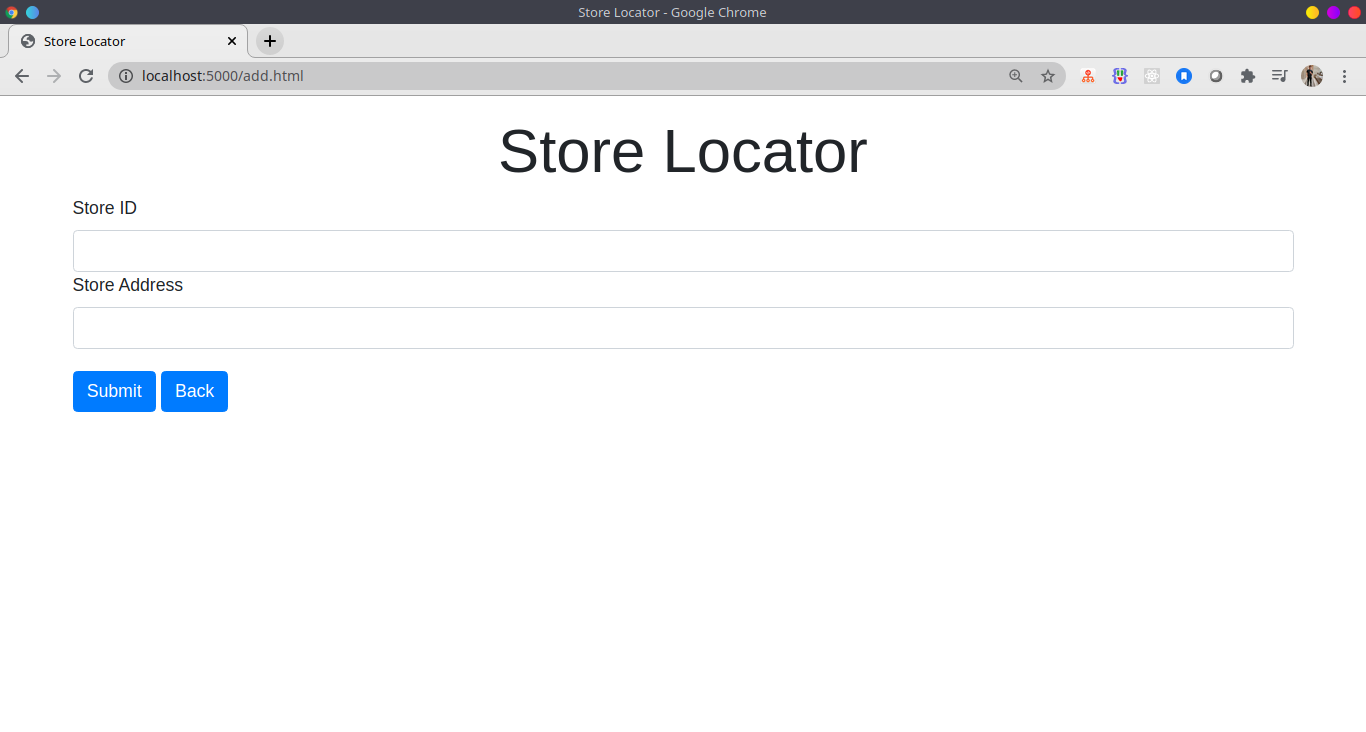 Store Locator - Google Chrome
Store Locator
localhost:5000/add.html
Store Locator
Store ID
Store Address
Submit Back